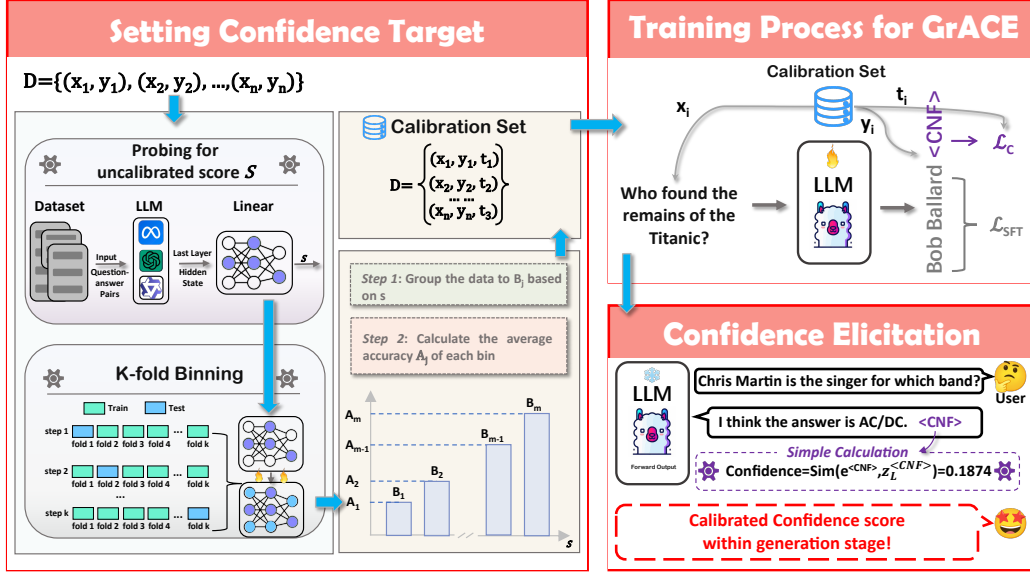 Setting Confidence Target
D={(x₁, y₁), (x₂, y₂), ...,(xₙ, yₙ)}
Probing for
uncalibrated score S
Dataset
LLM
Linear
Input
Question-
answer
Pairs
Last Layer
Hidden
State
s
K-fold Binning
Train
Test
step 1
fold 1 fold 2 fold 3 fold 4 ... fold k
step 2
fold 1 fold 2 fold 3 fold 4 fold k
...
step k
fold 1 fold 2 fold 3 fold 4 fold k
Calibration Set
D=
(x₁, y₁, t₁)
(x₂, y₂, t₂)
... ...
(xₙ, yₙ, t₃)
Step 1: Group the data to Bⱼ based
on s
Step 2: Calculate the average
accuracy Aⱼ of each bin
Aₘ
Aₘ₋₁
A₂
A₁
B₁
B₂
Bₘ₋₁
Bₘ
s
Training Process for GrACE
Calibration Set
xᵢ
tᵢ
yᵢ
Who found the
remains of the
Titanic?
LLM
Bob Ballard <CNF>
ℒ_C
ℒ_SFT
Confidence Elicitation
LLM
Forward Output
Chris Martin is the singer for which band?
User
I think the answer is AC/DC. <CNF>
Simple Calculation
Confidence=Sim(e^<CNF>,z_L^<CNF>)=0.1874
Calibrated Confidence score
within generation stage!